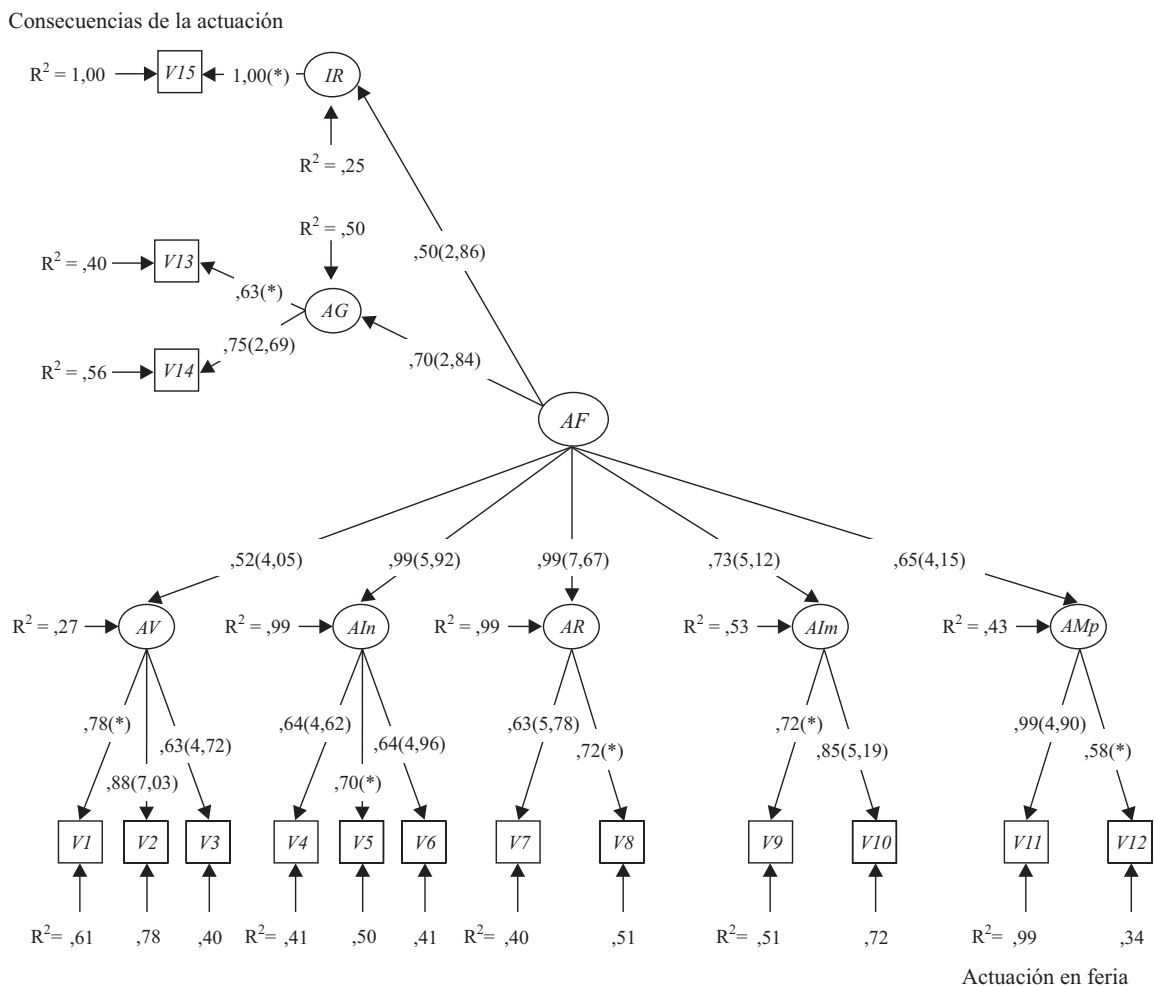 Consecuencias de la actuación
R² = 1,00 V15 1,00(*) IR
R² = ,25
R² = ,50
,50(2,86)
R² = ,40 V13
,63(*)
AG
,75(2,69)
,70(2,84)
R² = ,56 V14
AF
,52(4,05) ,99(5,92) ,99(7,67) ,73(5,12) ,65(4,15)
R² = ,27 AV R² = ,99 AIn R² = ,99 AR R² = ,53 AIm R² = ,43 AMp
,78(*) ,63(4,72) ,64(4,62) ,64(4,96) ,63(5,78) ,72(*) ,72(*) ,85(5,19) ,99(4,90) ,58(*)
,88(7,03) ,70(*)
V1 V2 V3 V4 V5 V6 V7 V8 V9 V10 V11 V12
R²= ,61 ,78 ,40 R²= ,41 ,50 ,41 R²= ,40 ,51 R²= ,51 ,72 R²= ,99 ,34
Actuación en feria